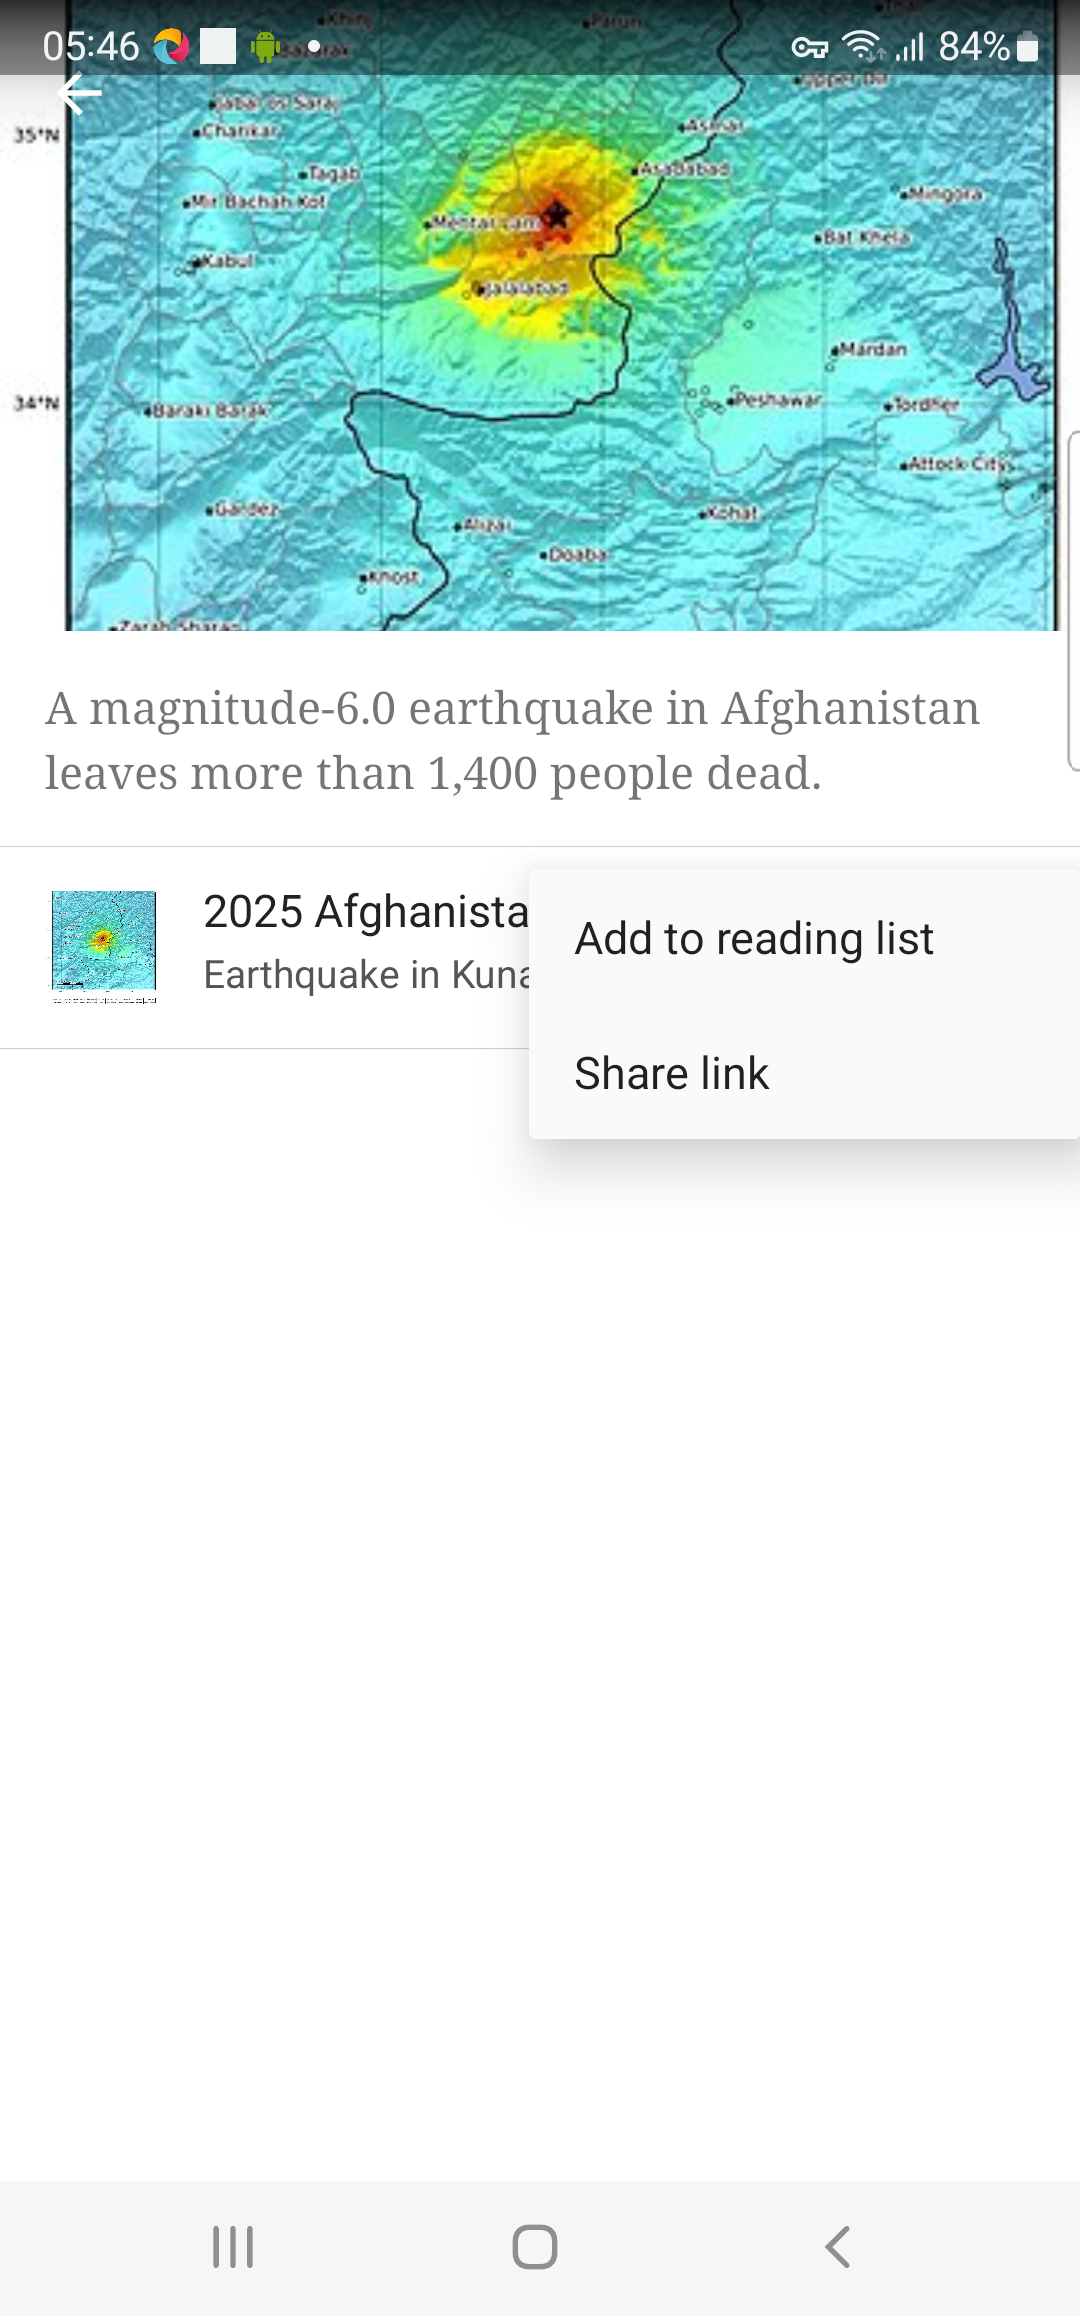 05:46
84%
Khinj
Parun
Jabal os Saraj
Upper Dir
35°N
Charikar
Asmar
Tagab
Asadabad
Mir Bachah Kot
Mingora
Mehtar Lam
Bat Khela
Kabul
Jalalabad
Mardan
34°N
Baraki Barak
Peshawar
Tordher
Attock City
Gardez
Alizai
Kohat
Doaba
Khost
Zarah Sharan
A magnitude-6.0 earthquake in Afghanistan
leaves more than 1,400 people dead.
2025 Afghanista
Earthquake in Kuna
Add to reading list
Share link